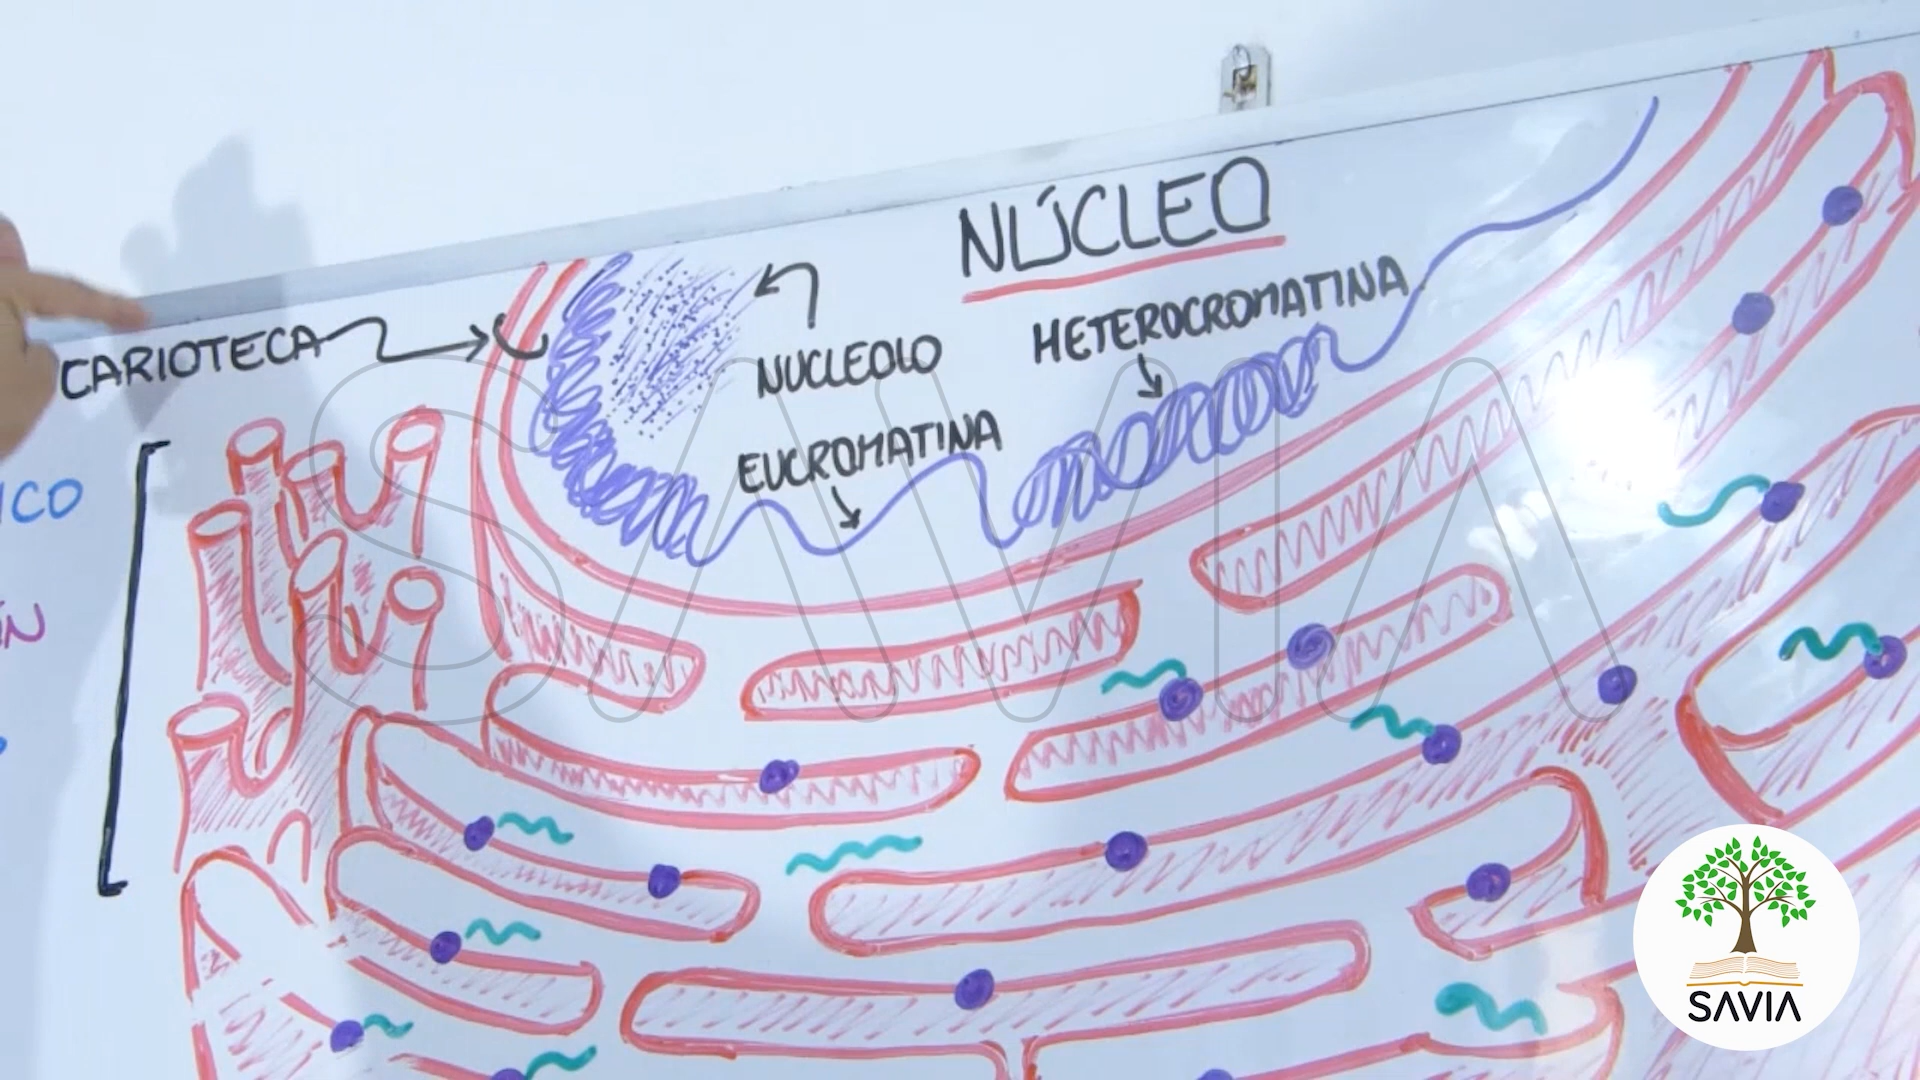 NÚCLEO
HETEROCROMATINA
CARIOTECA
NUCLEOLO
EUCROMATINA
SAVIA
SAVIA